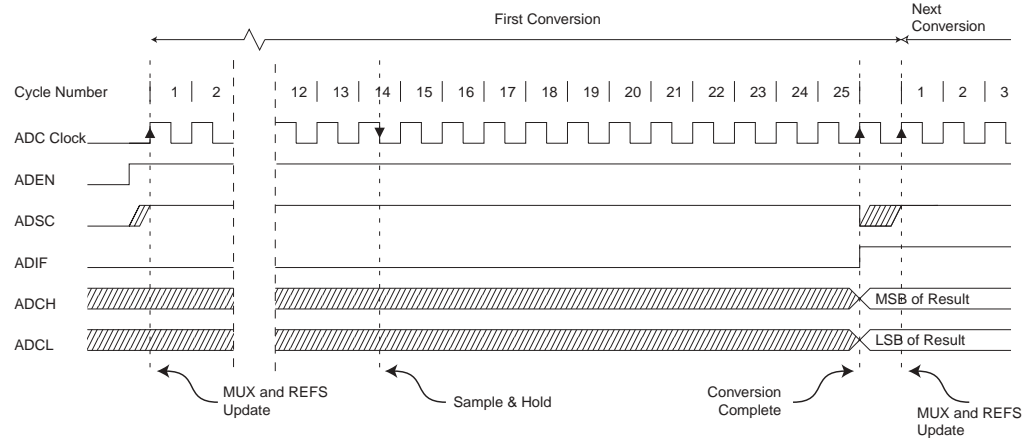 First Conversion
Next
Conversion
Cycle Number 1 2 12 13 14 15 16 17 18 19 20 21 22 23 24 25 1 2 3
ADC Clock
ADEN
ADSC
ADIF
ADCH MSB of Result
ADCL LSB of Result
MUX and REFS
Update
Sample & Hold
Conversion
Complete
MUX and REFS
Update